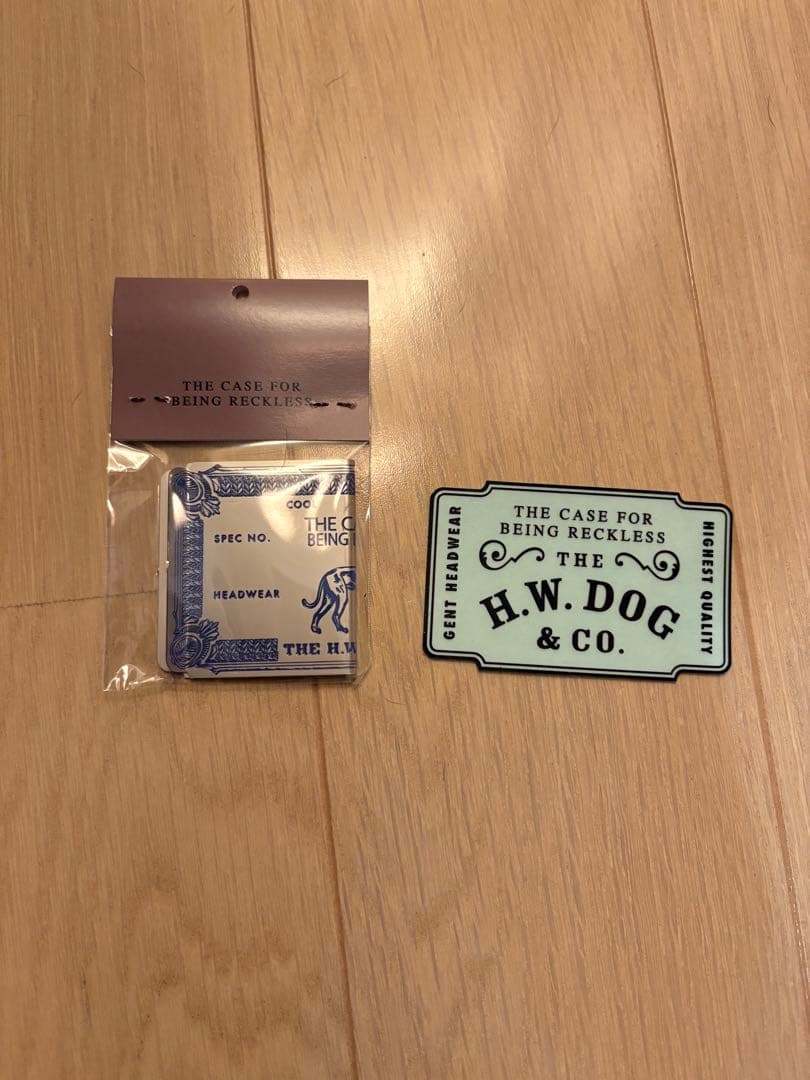 THE CASE FOR
BEING RECKLESS
COOL
SPEC NO.
THE
BEING
HEADWEAR
THE H.W
THE CASE FOR
BEING RECKLESS
THE
H.W. DOG
& CO.
GENT HEADWEAR
HIGHEST QUALITY